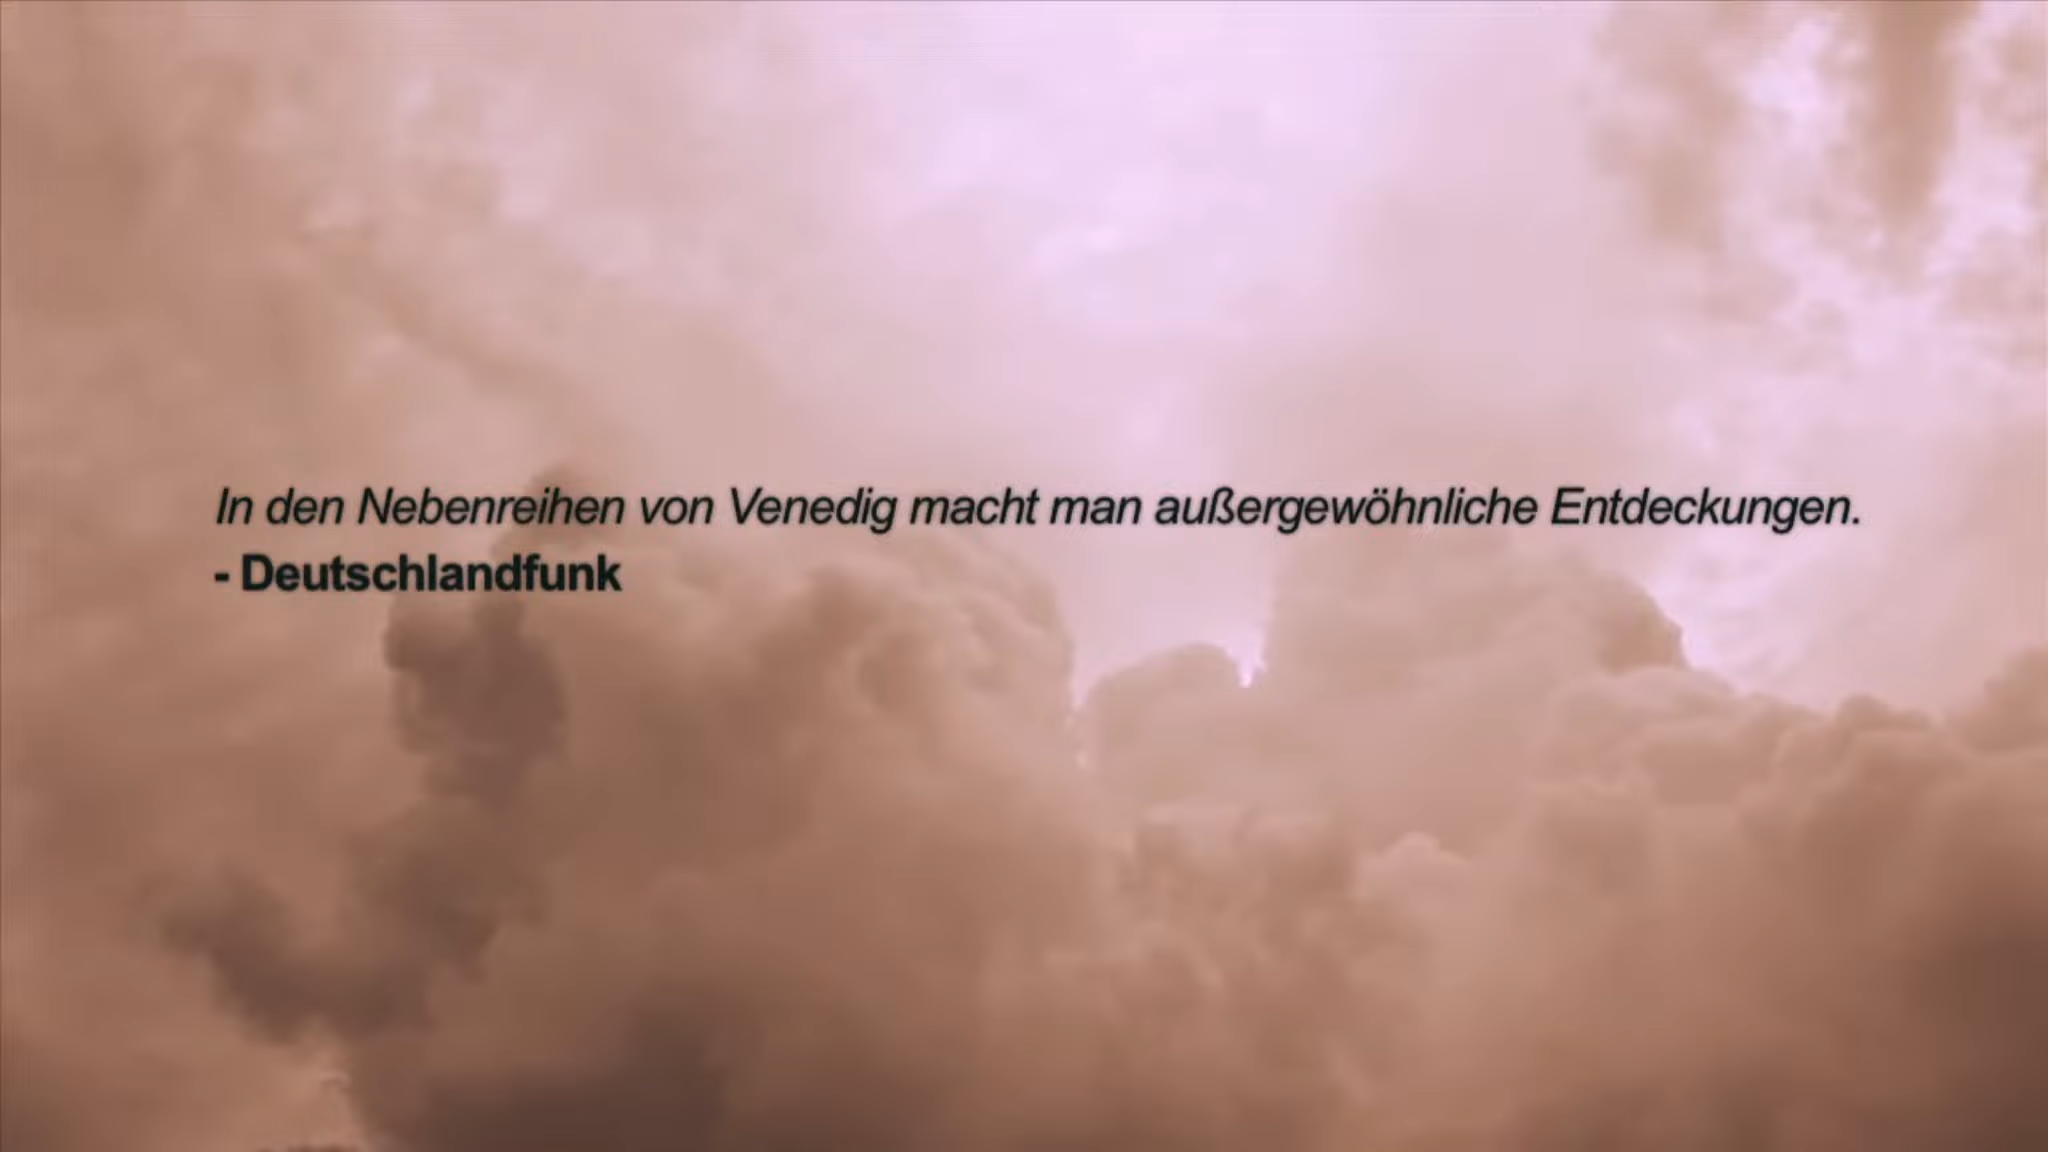 In den Nebenreihen von Venedig macht man außergewöhnliche Entdeckungen.
- Deutschlandfunk